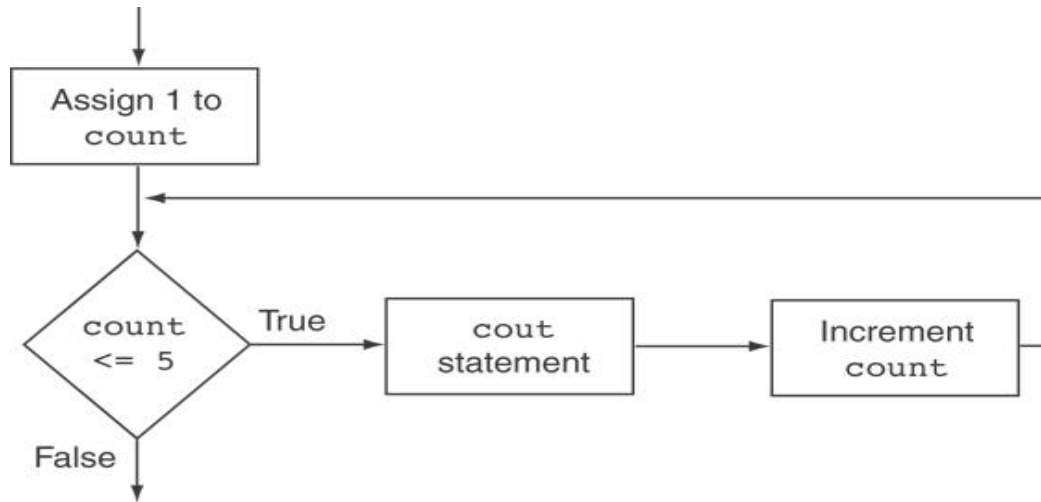 Assign 1 to
count
count
<= 5
True
cout
statement
Increment
count
False